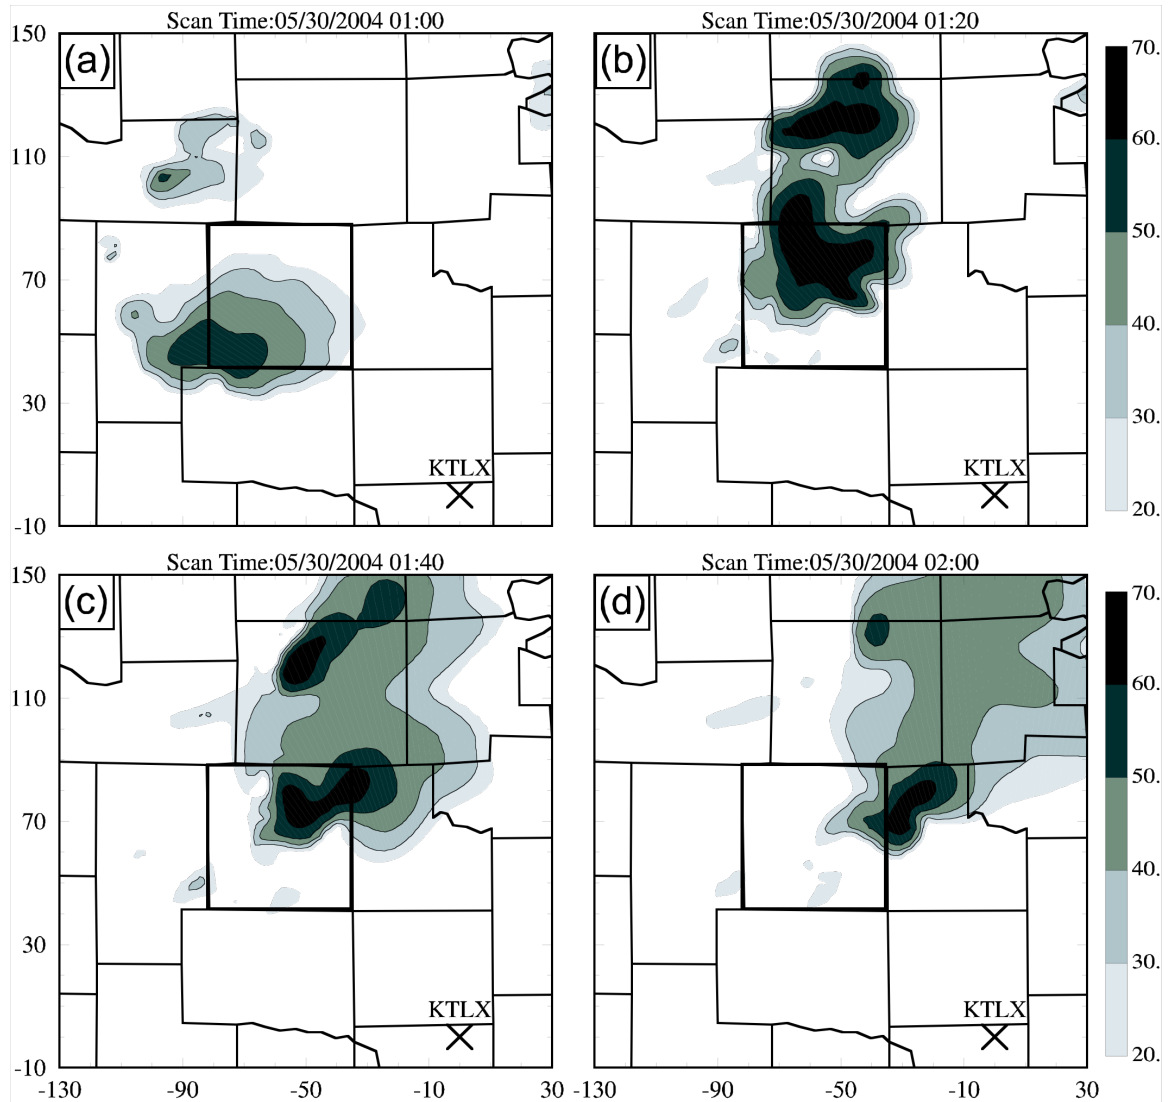 Scan Time:05/30/2004 01:00
Scan Time:05/30/2004 01:20
150
(a)
(b)
70.
60.
110
50.
70
40.
30
30.
KTLX
KTLX
20.
-10
Scan Time:05/30/2004 01:40
Scan Time:05/30/2004 02:00
150
(c)
(d)
70.
60.
110
50.
70
40.
30
30.
KTLX
KTLX
20.
-10
-130 -90 -50 -10 30 -130 -90 -50 -10 30